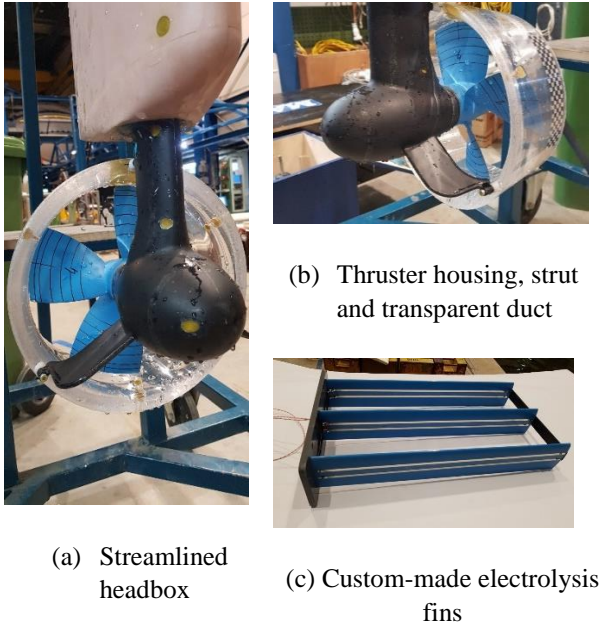 (b) Thruster housing, strut
and transparent duct
(a) Streamlined
headbox
(c) Custom-made electrolysis
fins